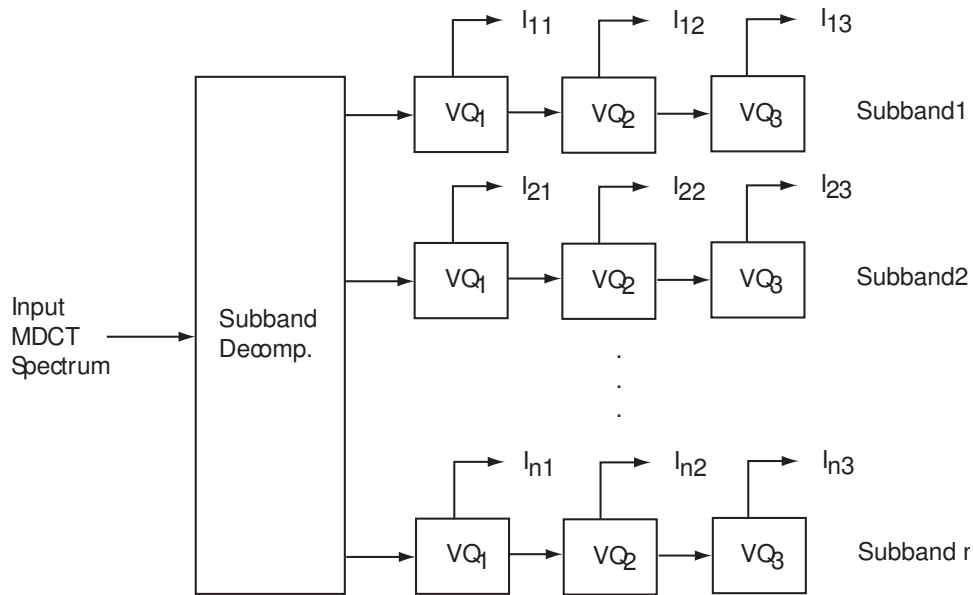 I11 I12 I13
VQ1 VQ2 VQ3 Subband1
I21 I22 I23
VQ1 VQ2 VQ3 Subband2
Input
MDCT
Spectrum
Subband
Decomp.
.
.
.
In1 In2 In3
VQ1 VQ2 VQ3 Subband n